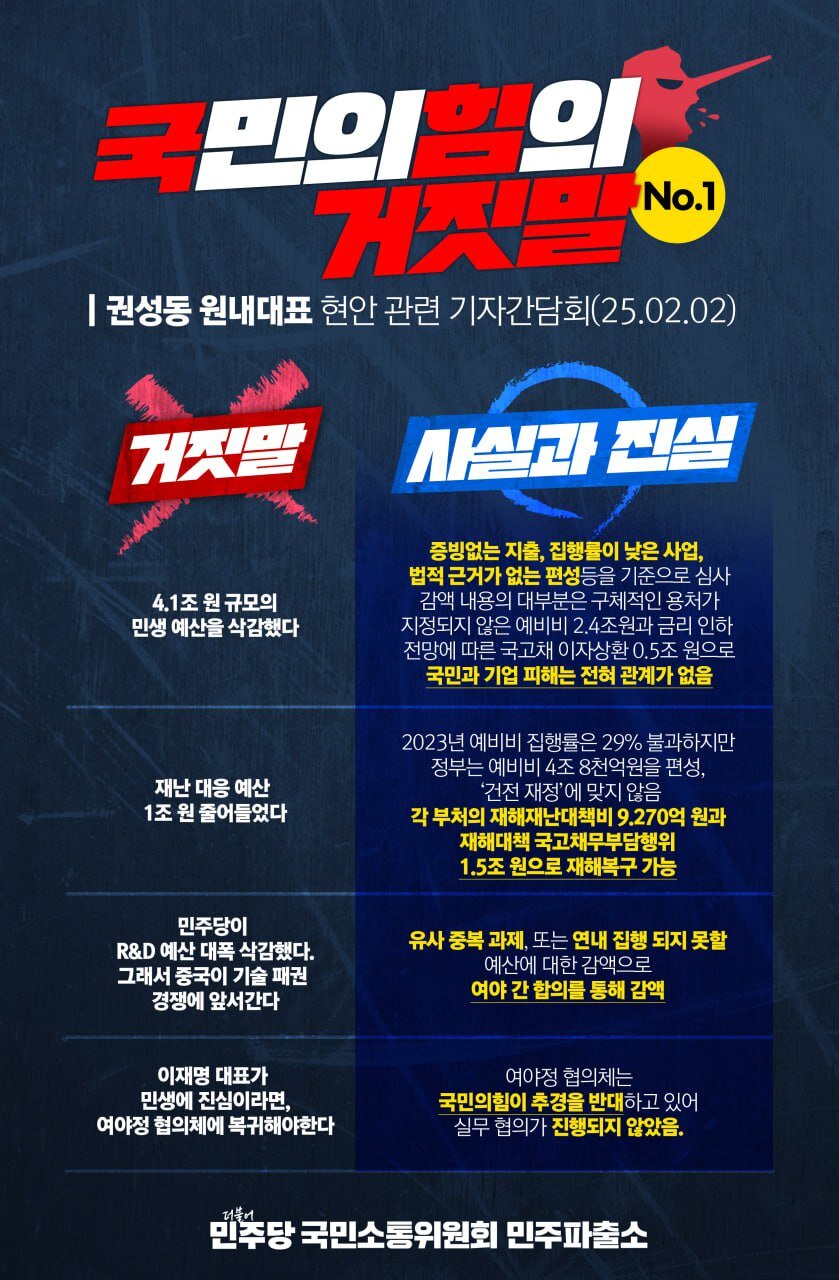 국민의힘의
거짓말
No.1
| 권성동 원내대표 현안 관련 기자간담회(25.02.02)
거짓말
사실과 진실
4.1조 원 규모의
민생 예산을 삭감했다
증빙없는 지출, 집행률이 낮은 사업,
법적 근거가 없는 편성등을 기준으로 심사
감액 내용의 대부분은 구체적인 용처가
지정되지 않은 예비비 2.4조원과 금리 인하
전망에 따른 국고채 이자상환 0.5조 원으로
국민과 기업 피해는 전혀 관계가 없음
재난 대응 예산
1조 원 줄어들었다
2023년 예비비 집행률은 29% 불과하지만
정부는 예비비 4조 8천억원을 편성,
‘건전 재정’에 맞지 않음
각 부처의 재해재난대책비 9.270억 원과
재해대책 국고채무부담행위
1.5조 원으로 재해복구 가능
민주당이
R&D 예산 대폭 삭감했다.
그래서 중국이 기술 패권
경쟁에 앞서간다
유사 중복 과제, 또는 연내 집행 되지 못할
예산에 대한 감액으로
여야 간 합의를 통해 감액
이재명 대표가
민생에 진심이라면,
여야정 협의체에 복귀해야한다
여야정 협의체는
국민의힘이 추경을 반대하고 있어
실무 협의가 진행되지 않았음.
더불어
민주당 국민소통위원회 민주파출소